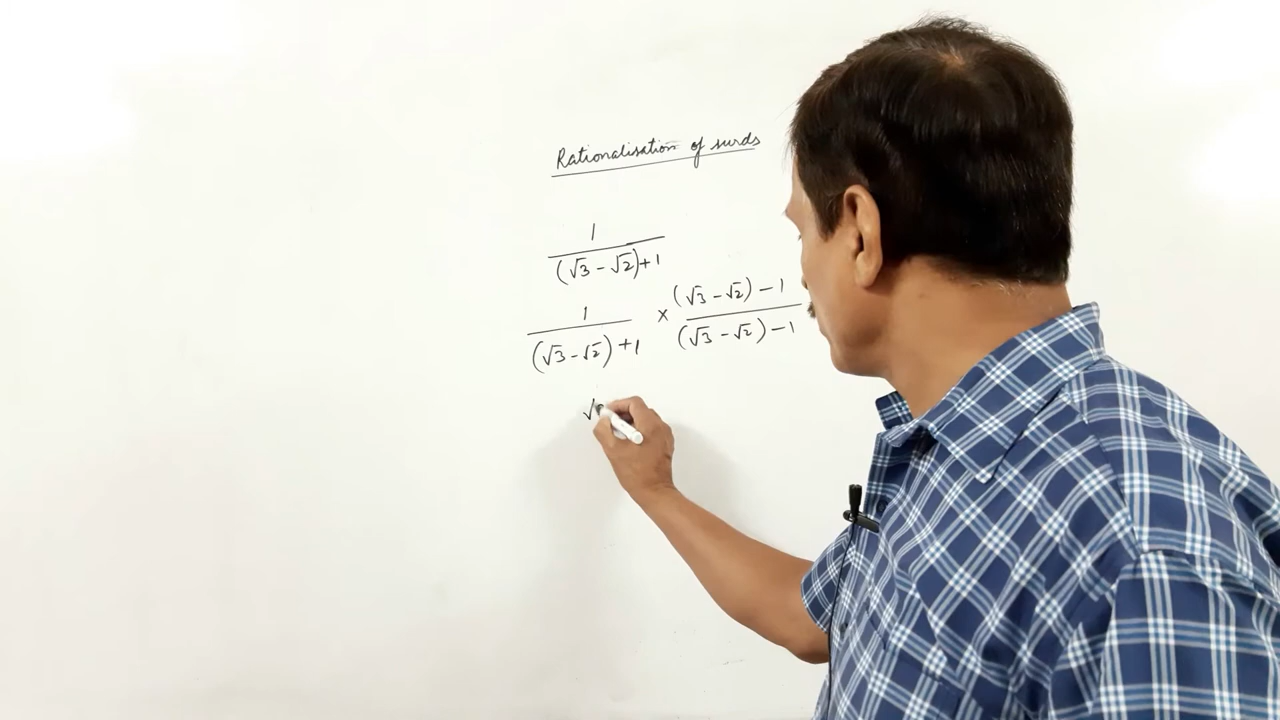 Rationalisation of surds
1
(√3 - √2)+1
1 × (√3 - √2) - 1
(√3 - √2) + 1 (√3 - √2) - 1
√